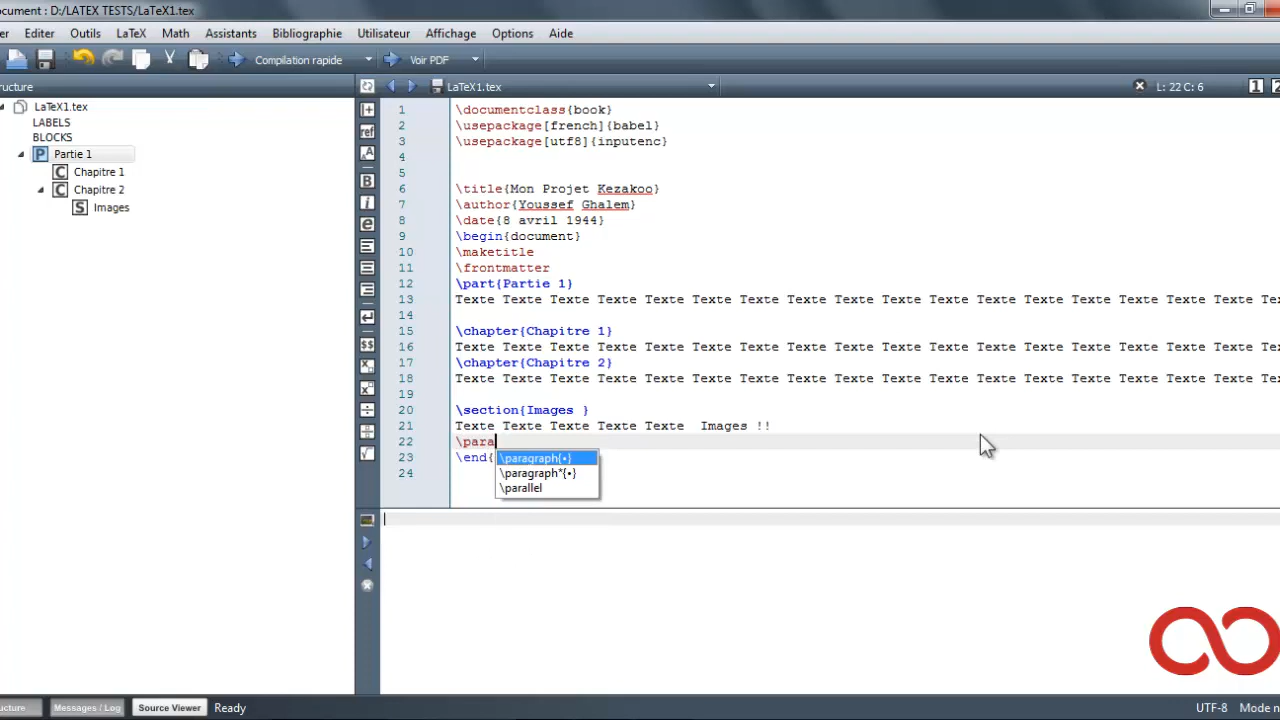 ocument : D:/LATEX TESTS/LaTeX1.tex
er Editer Outils LaTeX Math Assistants Bibliographie Utilisateur Affichage Options Aide
Compilation rapide Voir PDF
ructure LaTeX1.tex L: 22 C: 6 1 2
LaTeX1.tex
LABELS
BLOCKS
P Partie 1
C Chapitre 1
C Chapitre 2
S Images
1 \documentclass{book}
2 \usepackage[french]{babel}
3 \usepackage[utf8]{inputenc}
4
5
6 \title{Mon Projet Kezakoo}
7 \author{Youssef Ghalem}
8 \date{8 avril 1944}
9 \begin{document}
10 \maketitle
11 \frontmatter
12 \part{Partie 1}
13 Texte Texte Texte Texte Texte Texte Texte Texte Texte Texte Texte Texte Texte Texte Texte Texte Texte Tex
14
15 \chapter{Chapitre 1}
16 Texte Texte Texte Texte Texte Texte Texte Texte Texte Texte Texte Texte Texte Texte Texte Texte Texte Tex
17 \chapter{Chapitre 2}
18 Texte Texte Texte Texte Texte Texte Texte Texte Texte Texte Texte Texte Texte Texte Texte Texte Texte Tex
19
20 \section{Images }
21 Texte Texte Texte Texte Texte  Images !!
22 \para
23 \end{
24
\paragraph{•}
\paragraph*{•}
\parallel
ref
B
i
e
$$
ucture Messages / Log Source Viewer Ready UTF-8 Mode n